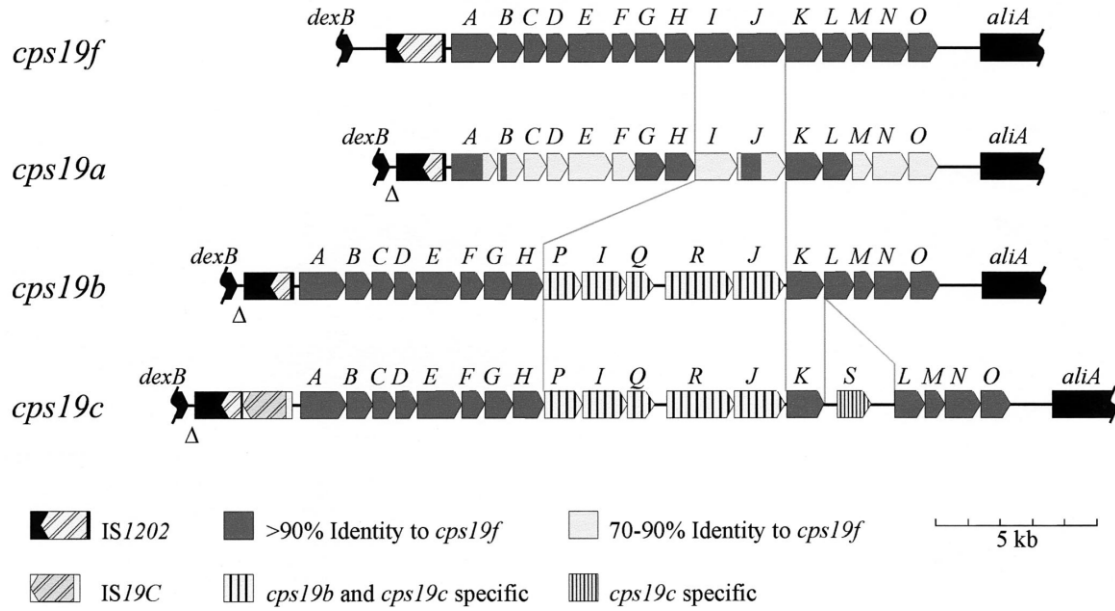 dexB A B C D E F G H I J K L M N O aliA
cps19f
dexB A B C D E F G H I J K L M N O aliA
cps19a
Δ
dexB A B C D E F G H P I Q R J K L M N O aliA
cps19b
Δ
dexB A B C D E F G H P I Q R J K S L M N O aliA
cps19c
Δ
IS1202 >90% Identity to cps19f 70-90% Identity to cps19f
5 kb
IS19C cps19b and cps19c specific cps19c specific